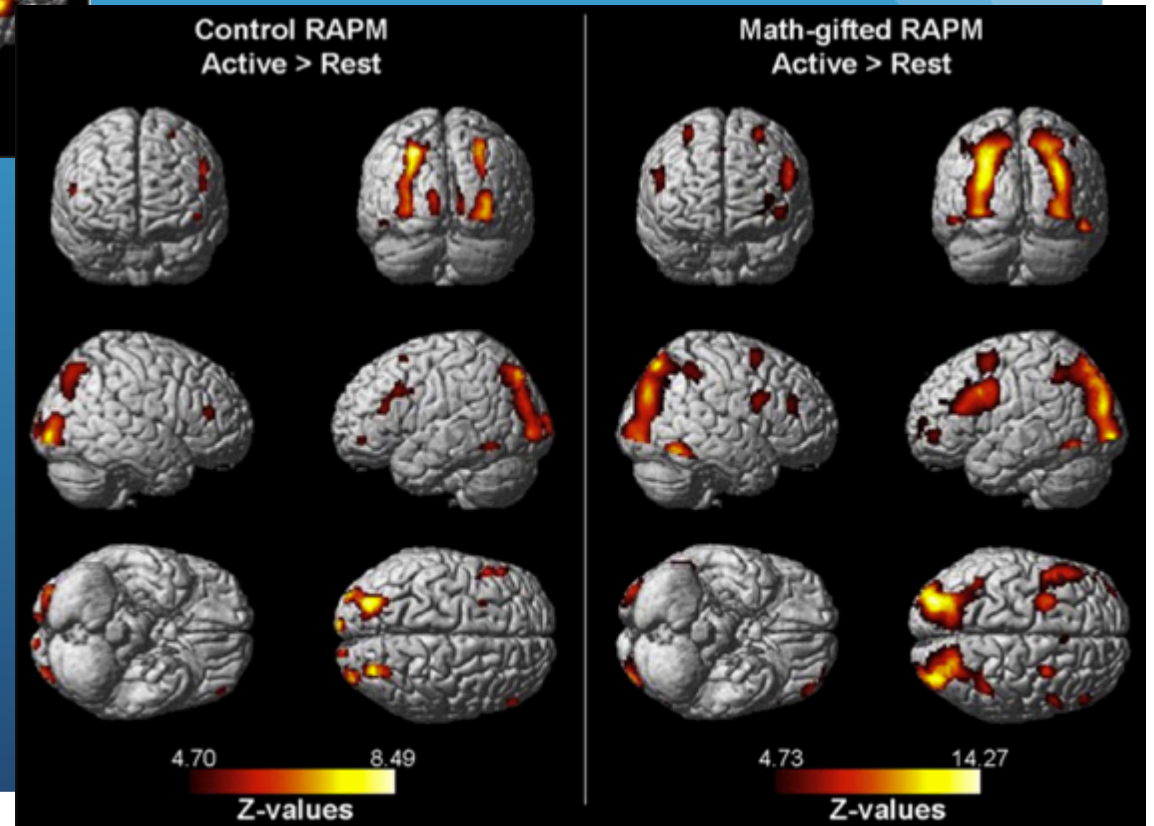 Control RAPM
Active > Rest
4.70 8.49
Z-values
Math-gifted RAPM
Active > Rest
4.73 14.27
Z-values